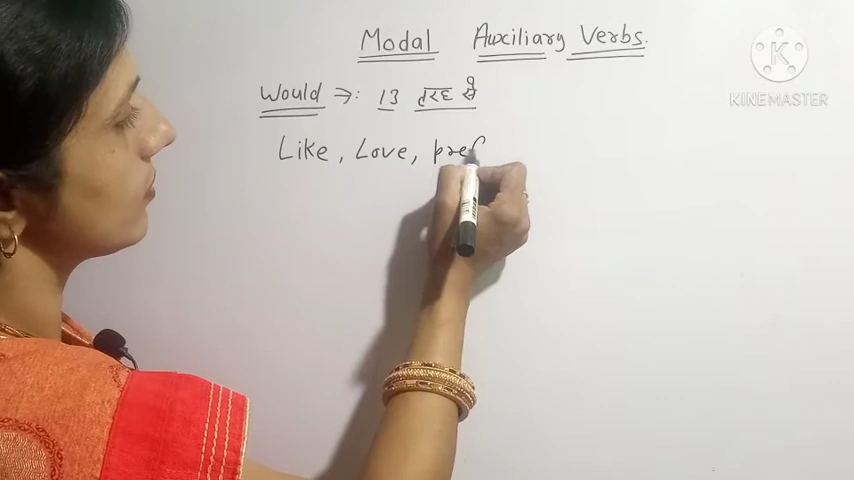 Modal Auxiliary Verbs.
Would ⇒: 13 तरह से
Like, Love, pref
K
KINEMASTER